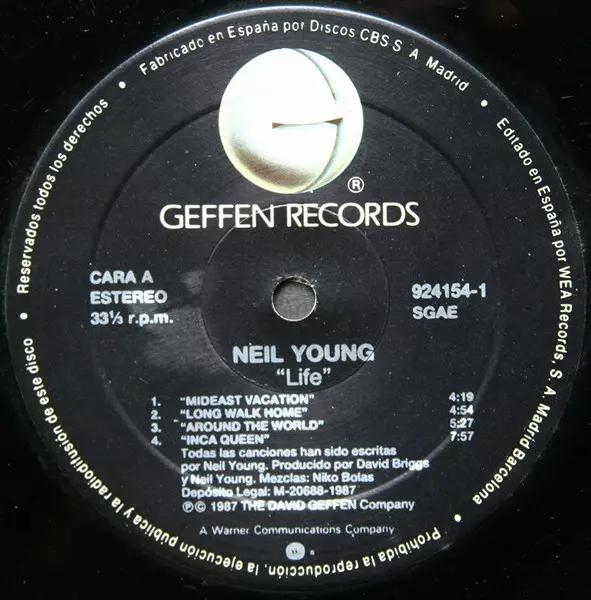 • Fabricado en España por Discos CBS S. A. Madrid • Editado en España por WEA Records, S. A. Madrid Barcelona • Prohibida la reproducción, la ejecución pública y la radiodifusión de este disco • Reservados todos los derechos
®
GEFFEN RECORDS
CARA A
ESTEREO
33⅓ r.p.m.
924154-1
SGAE
NEIL YOUNG
“Life”
1. “MIDEAST VACATION” 4:19
2. “LONG WALK HOME” 4:54
3. “AROUND THE WORLD” 5:27
4. “INCA QUEEN” 7:57
Todas las canciones han sido escritas
por Neil Young. Producido por David Briggs
y Neil Young. Mezclas: Niko Bolas
Depósito Legal: M-20688-1987
℗© 1987 THE DAVID GEFFEN Company
A Warner Communications Company